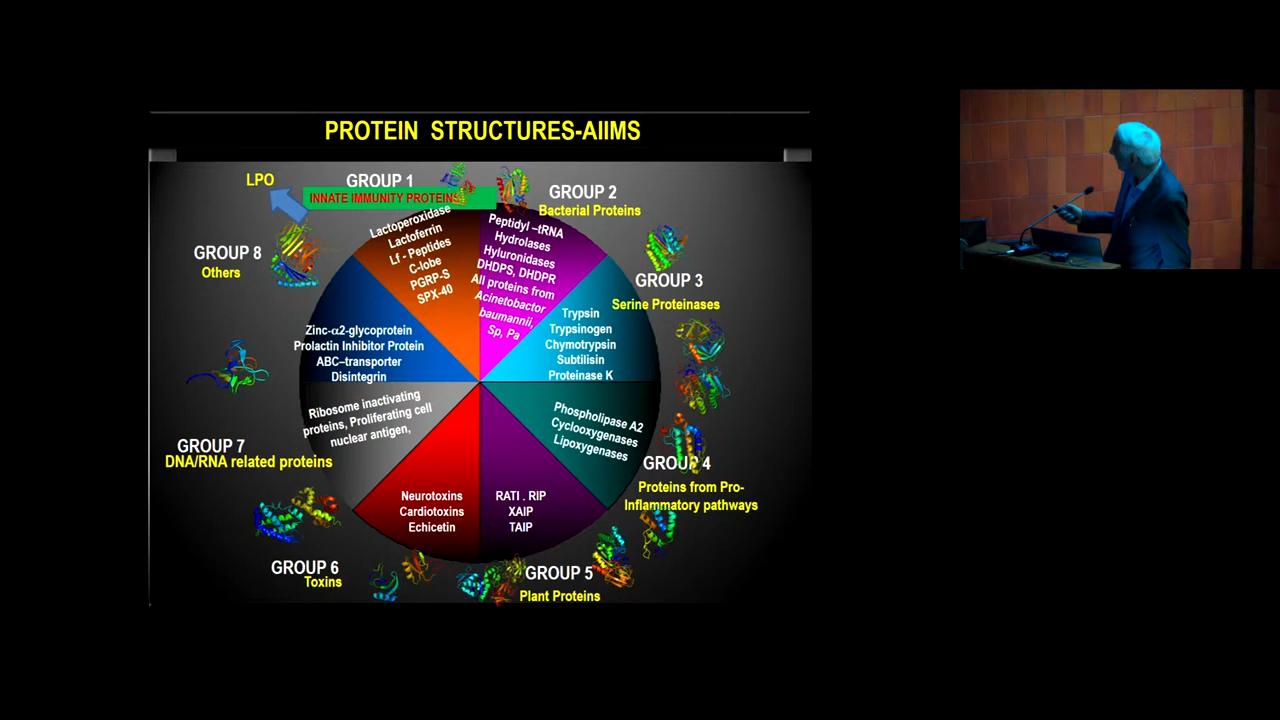 PROTEIN STRUCTURES-AIIMS
LPO
GROUP 1
INNATE IMMUNITY PROTEINS
Lactoperoxidase
Lactoferrin
Lf - Peptides
C-lobe
PGRP-S
SPX-40
GROUP 2
Bacterial Proteins
Peptidyl –tRNA
Hydrolases
Hyluronidases
DHDPS, DHDPR
All proteins from
Acinetobactor
baumannii,
Sp, Pa
GROUP 3
Serine Proteinases
Trypsin
Trypsinogen
Chymotrypsin
Subtilisin
Proteinase K
GROUP 4
Proteins from Pro-
Inflammatory pathways
Phospholipase A2
Cyclooxygenases
Lipoxygenases
GROUP 5
Plant Proteins
RATI . RIP
XAIP
TAIP
GROUP 6
Toxins
Neurotoxins
Cardiotoxins
Echicetin
GROUP 7
DNA/RNA related proteins
Ribosome inactivating
proteins, Proliferating cell
nuclear antigen,
GROUP 8
Others
Zinc-α2-glycoprotein
Prolactin Inhibitor Protein
ABC–transporter
Disintegrin